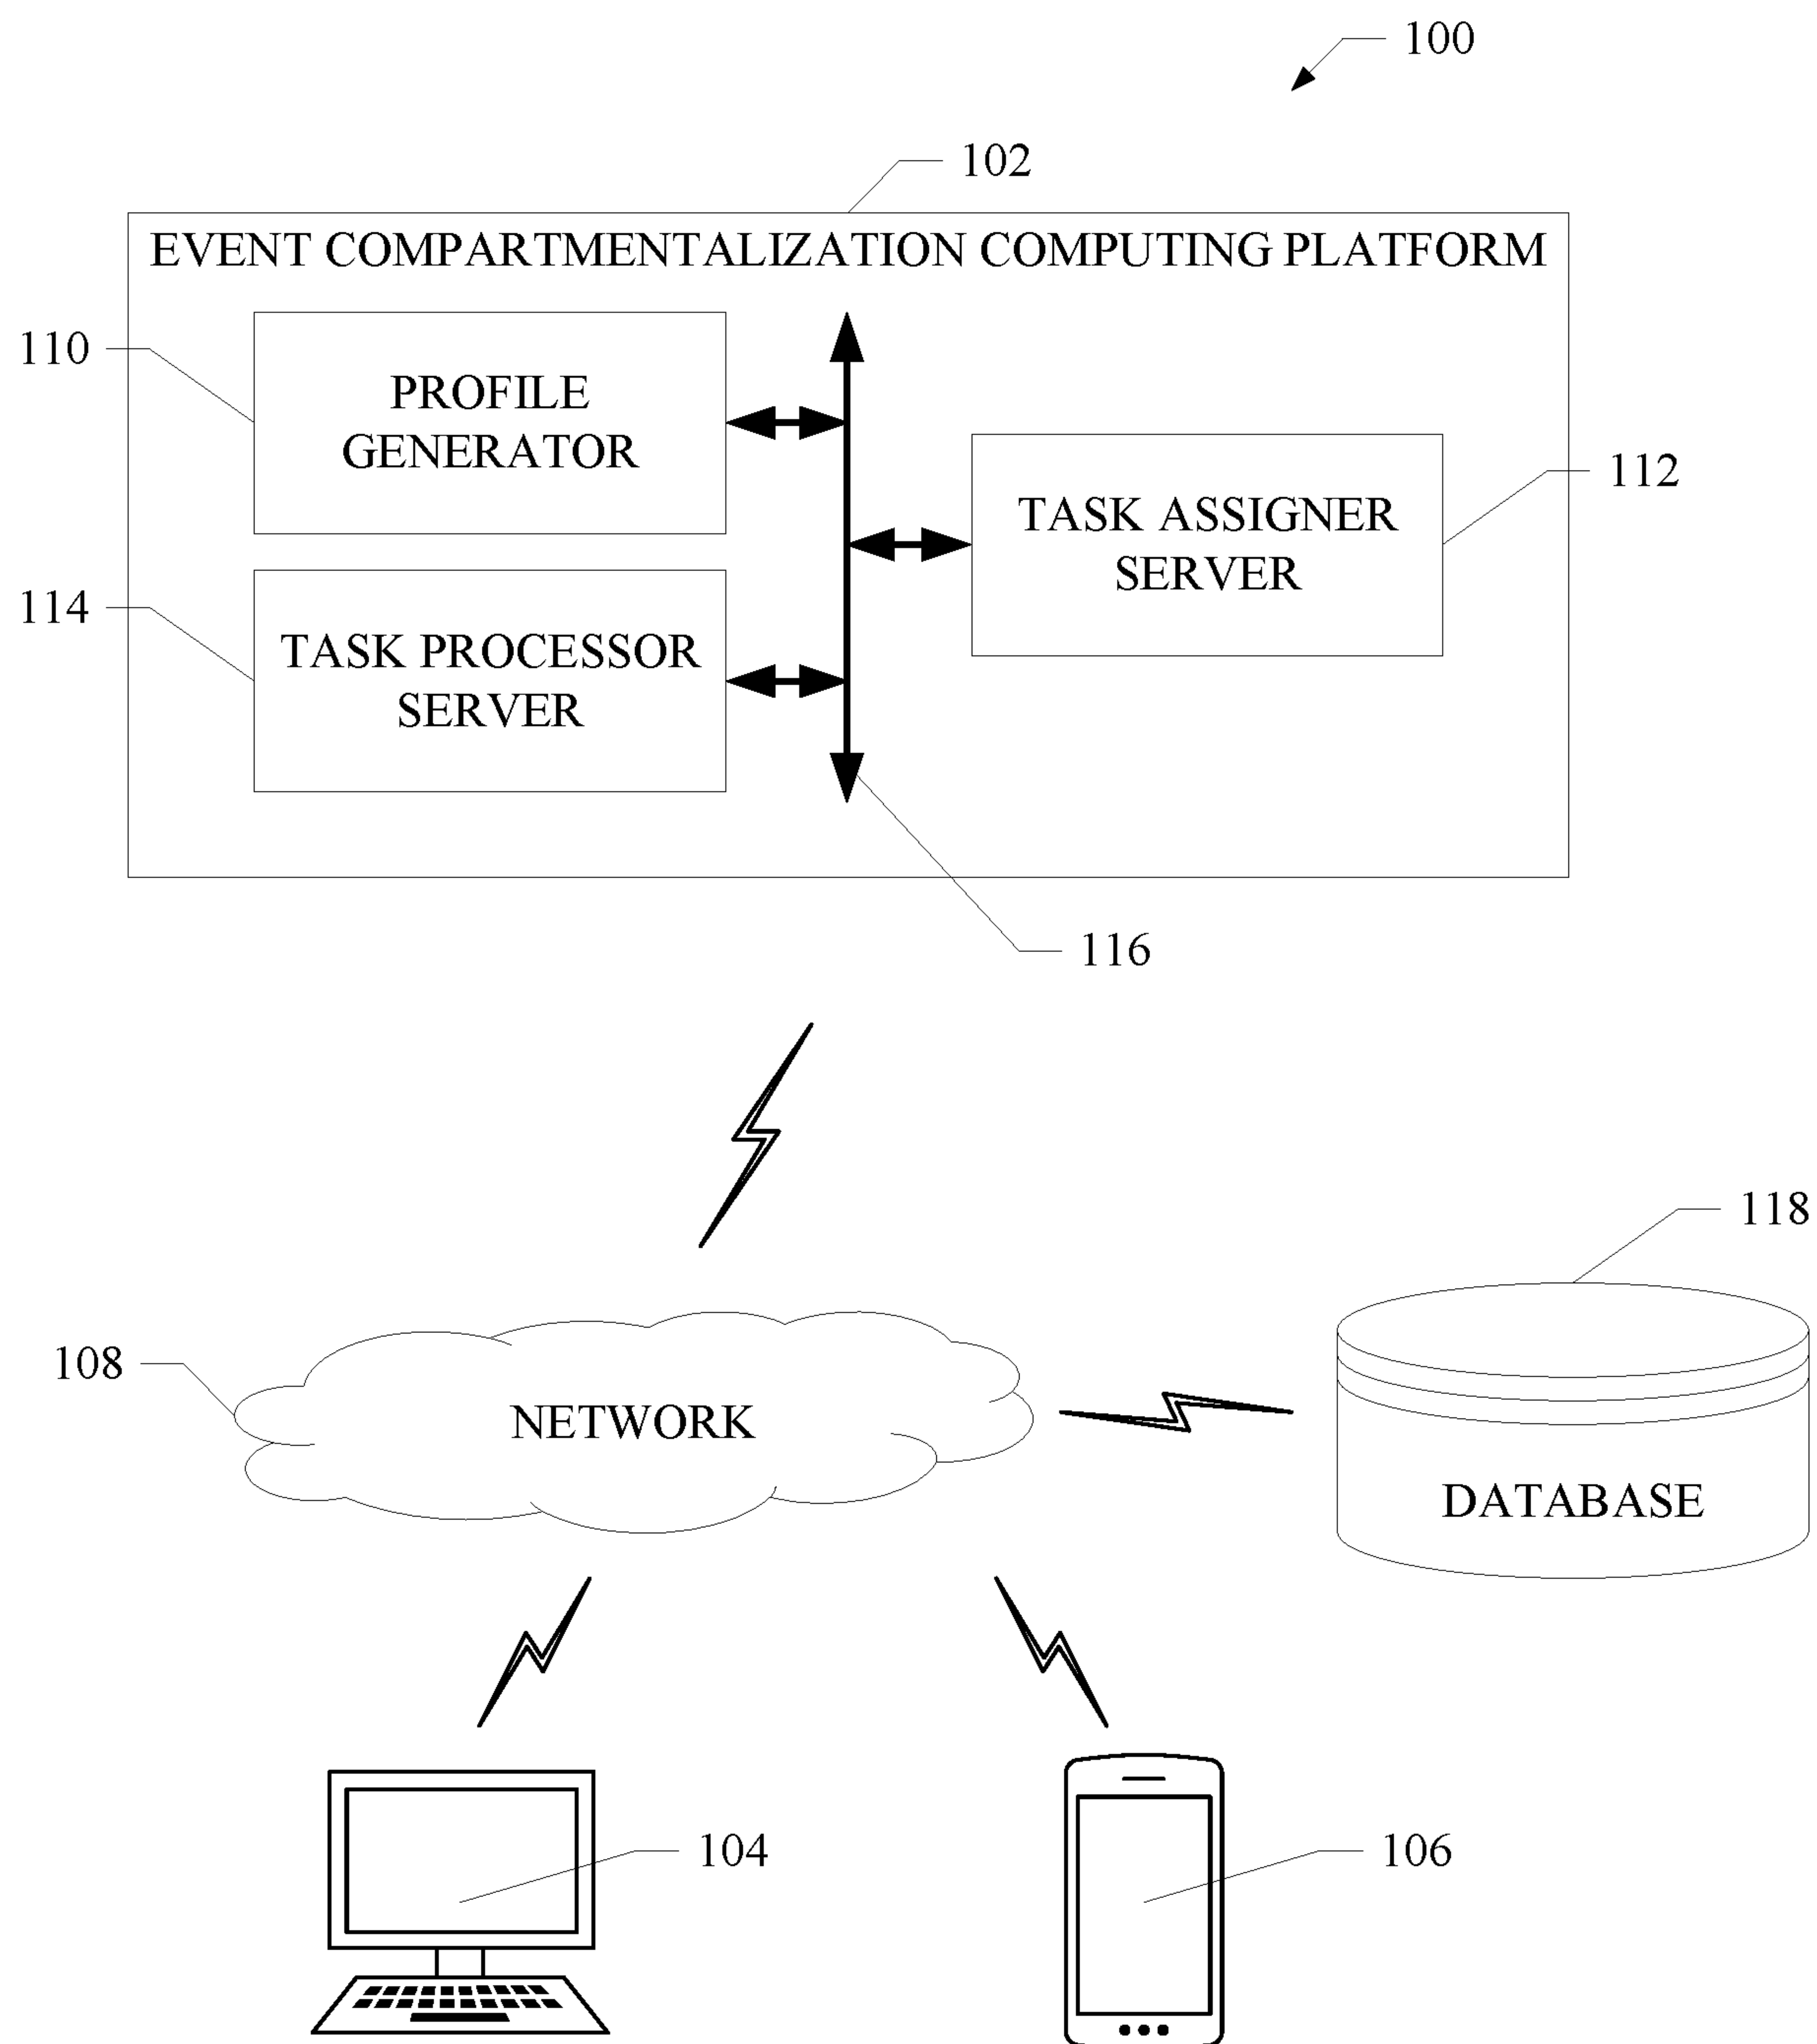 100
102
EVENT COMPARTMENTALIZATION COMPUTING PLATFORM
110
PROFILE
GENERATOR
112
TASK ASSIGNER
SERVER
114
TASK PROCESSOR
SERVER
116
118
108
NETWORK
DATABASE
104
106